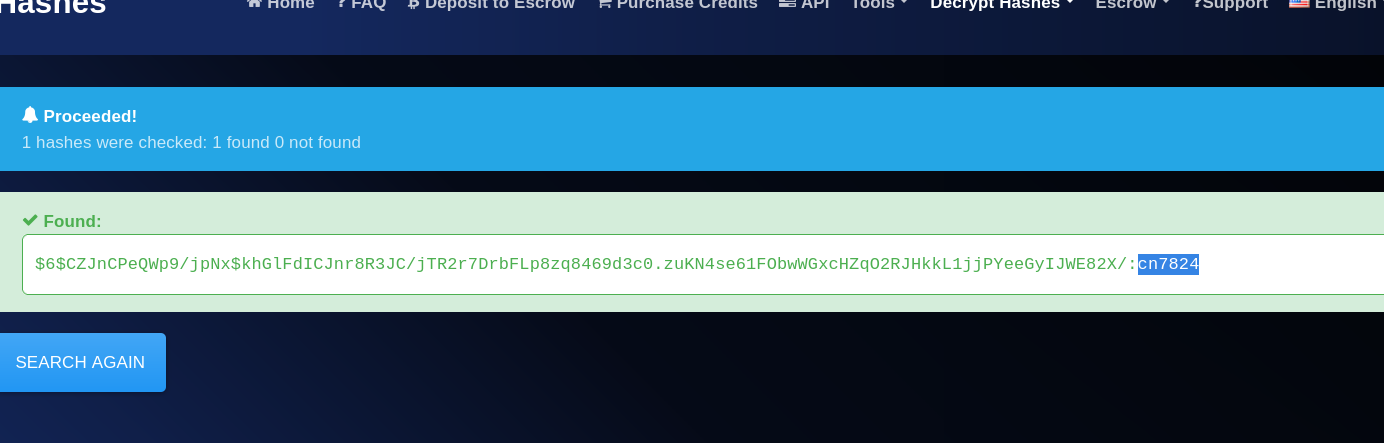 Hashes
Home ? FAQ Deposit to Escrow Purchase Credits API Tools Decrypt Hashes Escrow ?Support English
Proceeded!
1 hashes were checked: 1 found 0 not found
Found:
$6$CZJnCPeQWp9/jpNx$khGlFdICJnr8R3JC/jTR2r7DrbFLp8zq8469d3c0.zuKN4se61FObwWGxcHZqO2RJHkkL1jjPYeeGyIJWE82X/:cn7824
SEARCH AGAIN